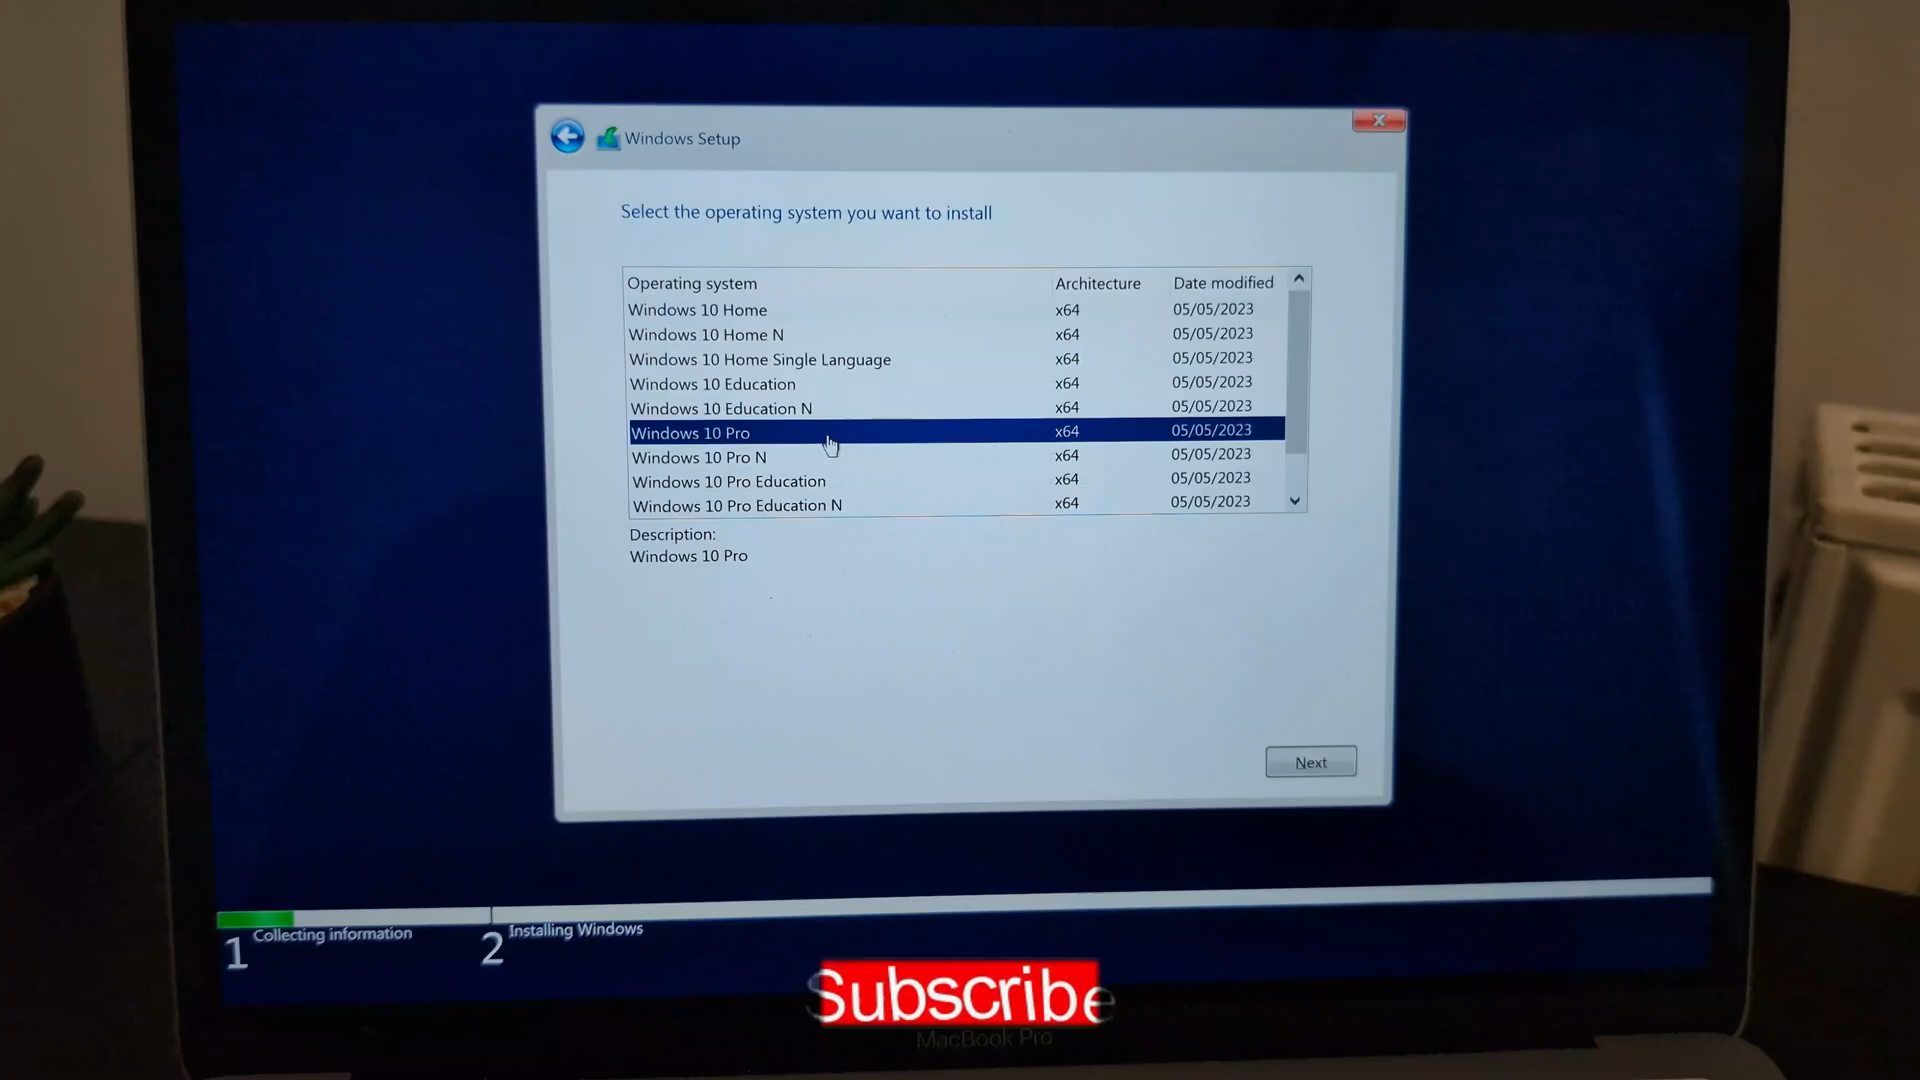 Windows Setup
Select the operating system you want to install
Operating system Architecture Date modified
Windows 10 Home x64 05/05/2023
Windows 10 Home N x64 05/05/2023
Windows 10 Home Single Language x64 05/05/2023
Windows 10 Education x64 05/05/2023
Windows 10 Education N x64 05/05/2023
Windows 10 Pro x64 05/05/2023
Windows 10 Pro N x64 05/05/2023
Windows 10 Pro Education x64 05/05/2023
Windows 10 Pro Education N x64 05/05/2023
Description:
Windows 10 Pro
Next
1 Collecting information 2 Installing Windows
Subscribe
MacBook Pro